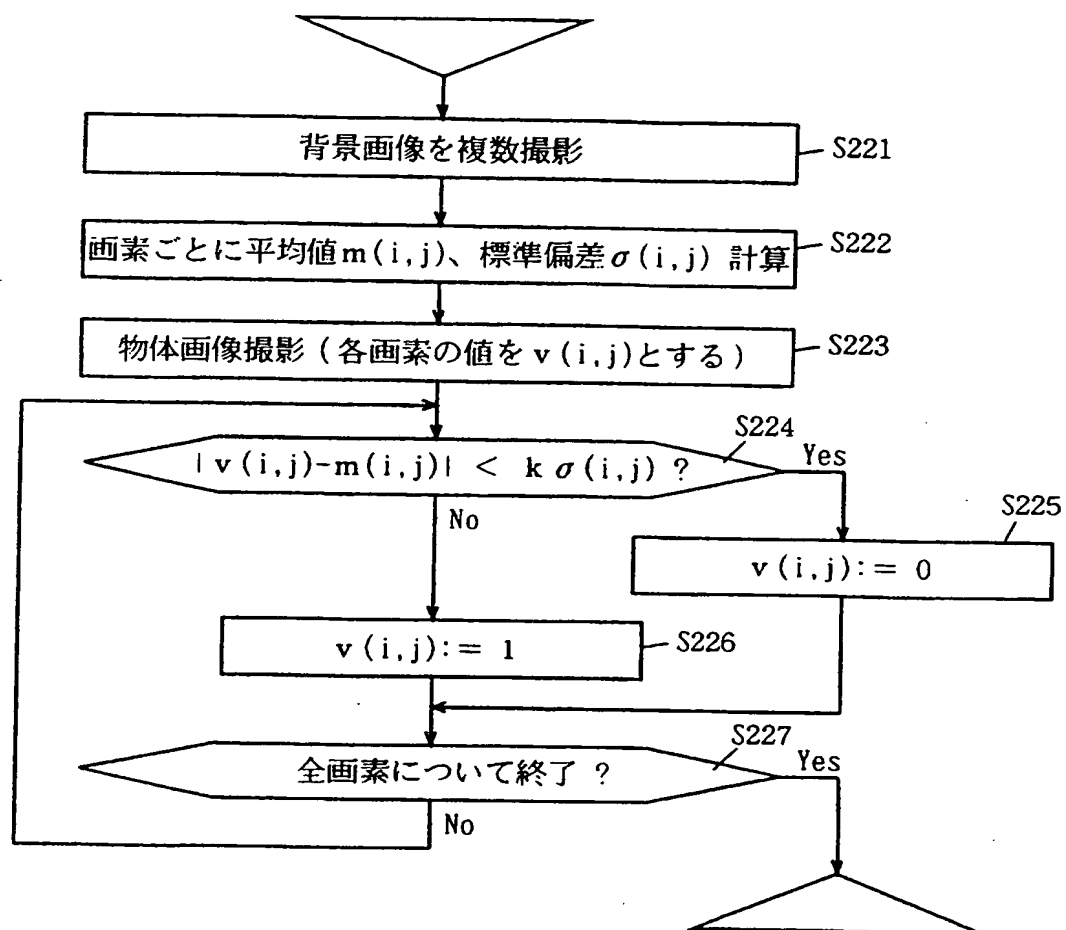 背景画像を複数撮影
S221
画素ごとに平均値m(i,j)、標準偏差σ(i,j) 計算
S222
物体画像撮影(各画素の値をv(i,j)とする)
S223
S224
|v(i,j)-m(i,j)| < kσ(i,j) ?
Yes
No
S225
v(i,j):= 0
v(i,j):= 1
S226
S227
全画素について終了 ?
Yes
No